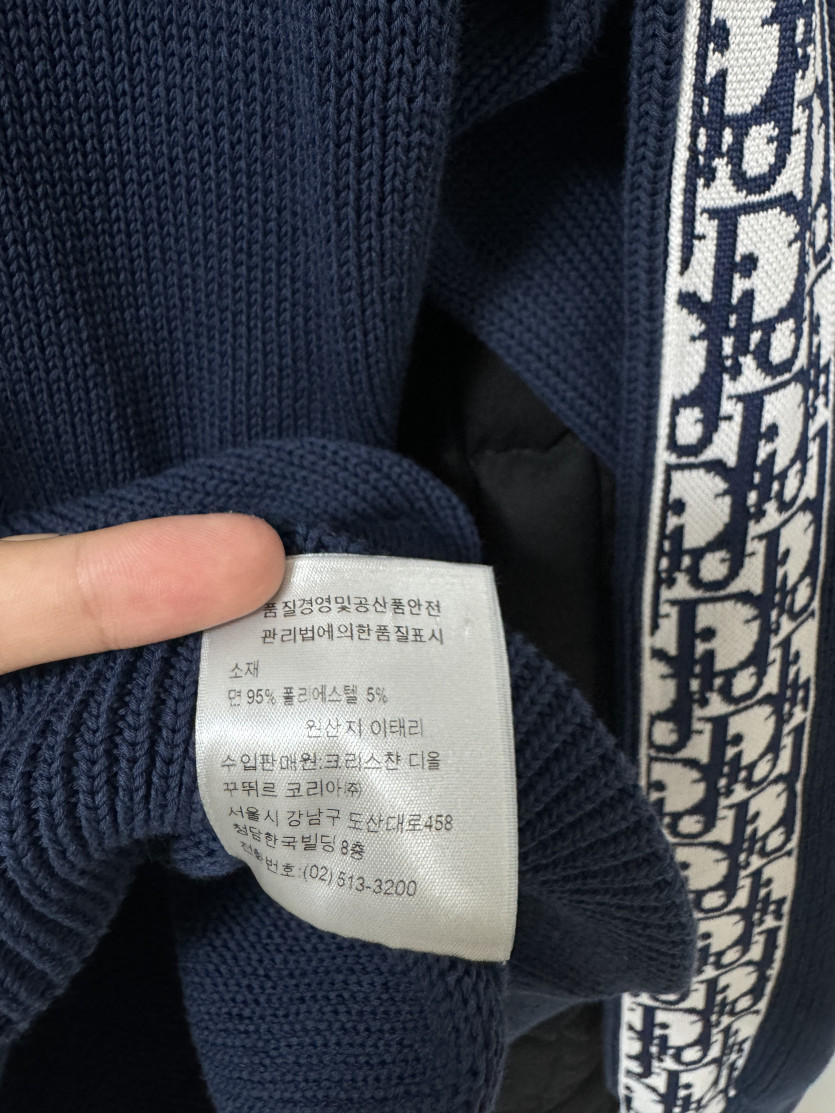 품질경영및공산품안전
관리법에의한품질표시
소재
면 95% 폴리에스텔 5%
원산지 이태리
수입판매원:크리스챤 디올
꾸뛰르 코리아㈜
서울시 강남구 도산대로458
청담한국빌딩 8층
전화번호:(02) 513-3200
Dior